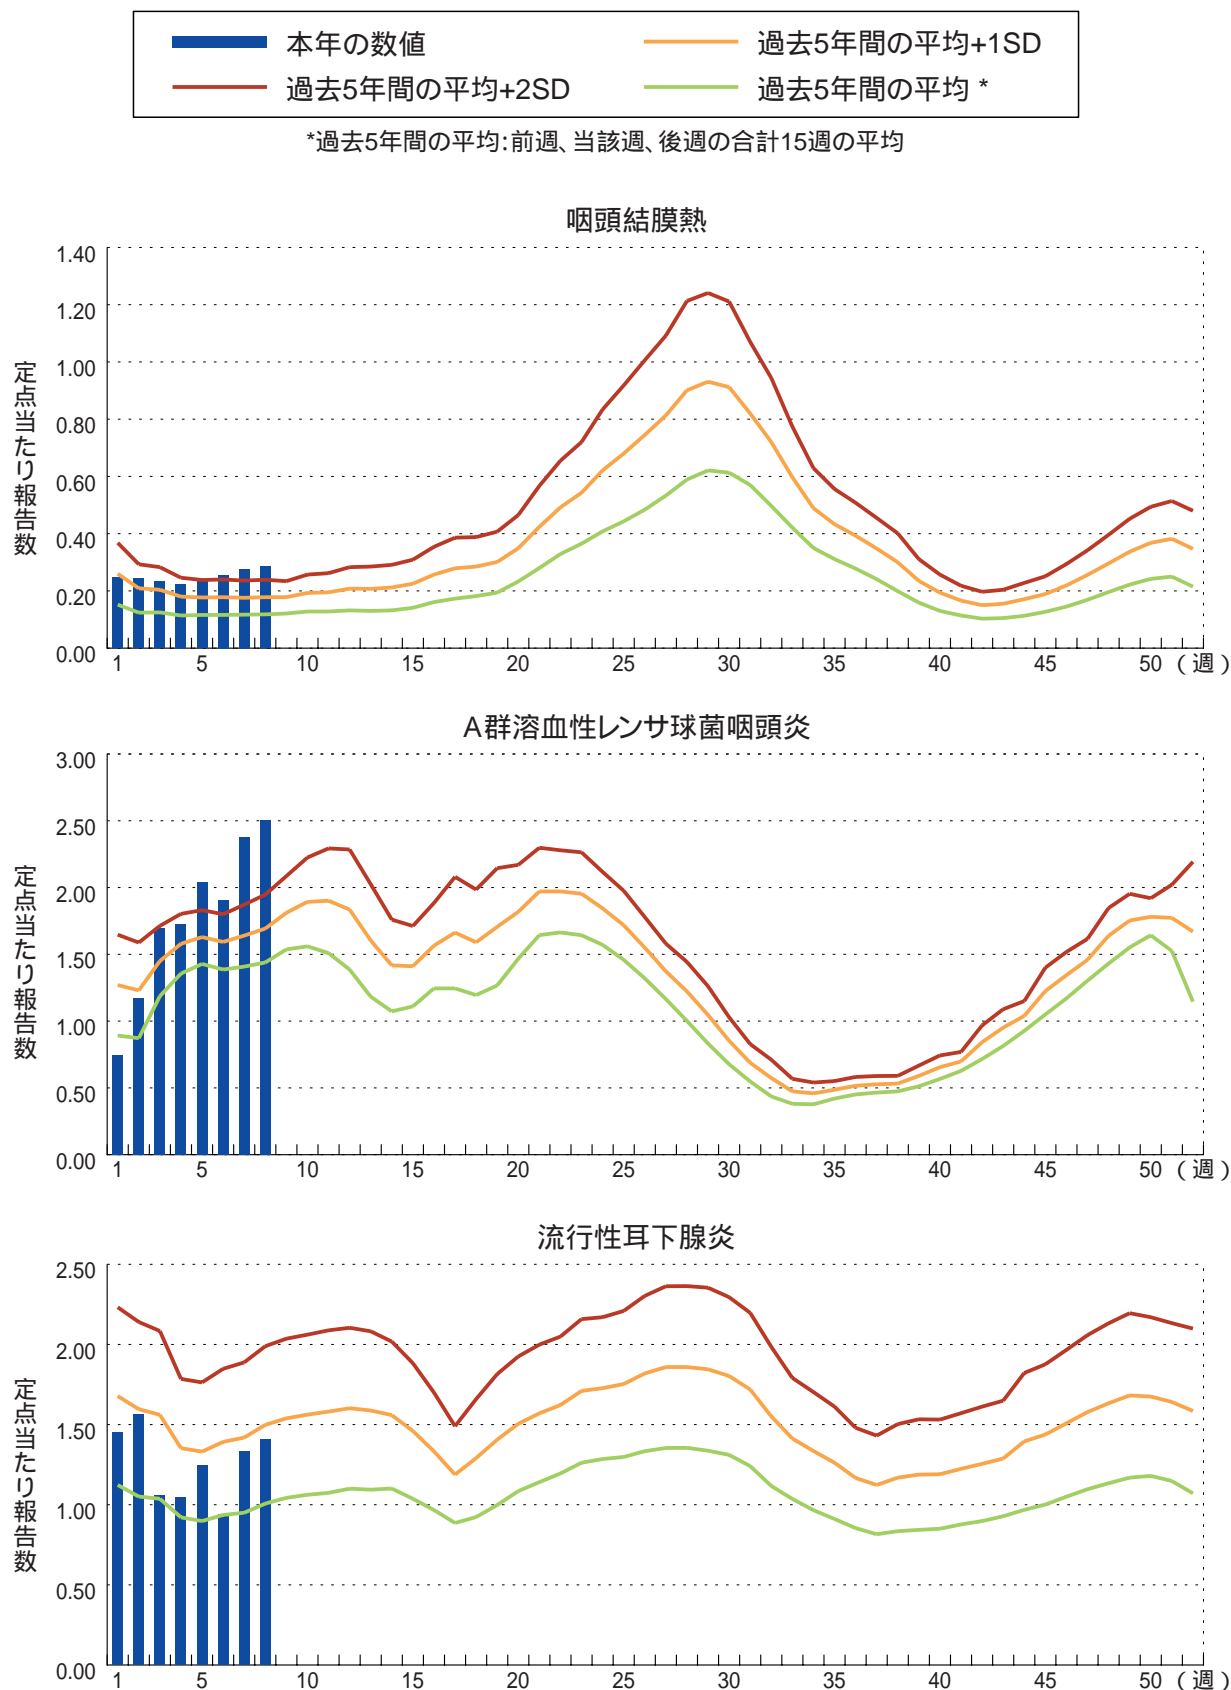 本年の数値 過去5年間の平均+1SD
過去5年間の平均+2SD 過去5年間の平均 *
*過去5年間の平均:前週、当該週、後週の合計15週の平均
咽頭結膜熱
定点当たり報告数
1.40
1.20
1.00
0.80
0.60
0.40
0.20
0.00
1 5 10 15 20 25 30 35 40 45 50 (週)
A群溶血性レンサ球菌咽頭炎
定点当たり報告数
3.00
2.50
2.00
1.50
1.00
0.50
0.00
1 5 10 15 20 25 30 35 40 45 50 (週)
流行性耳下腺炎
定点当たり報告数
2.50
2.00
1.50
1.00
0.50
0.00
1 5 10 15 20 25 30 35 40 45 50 (週)